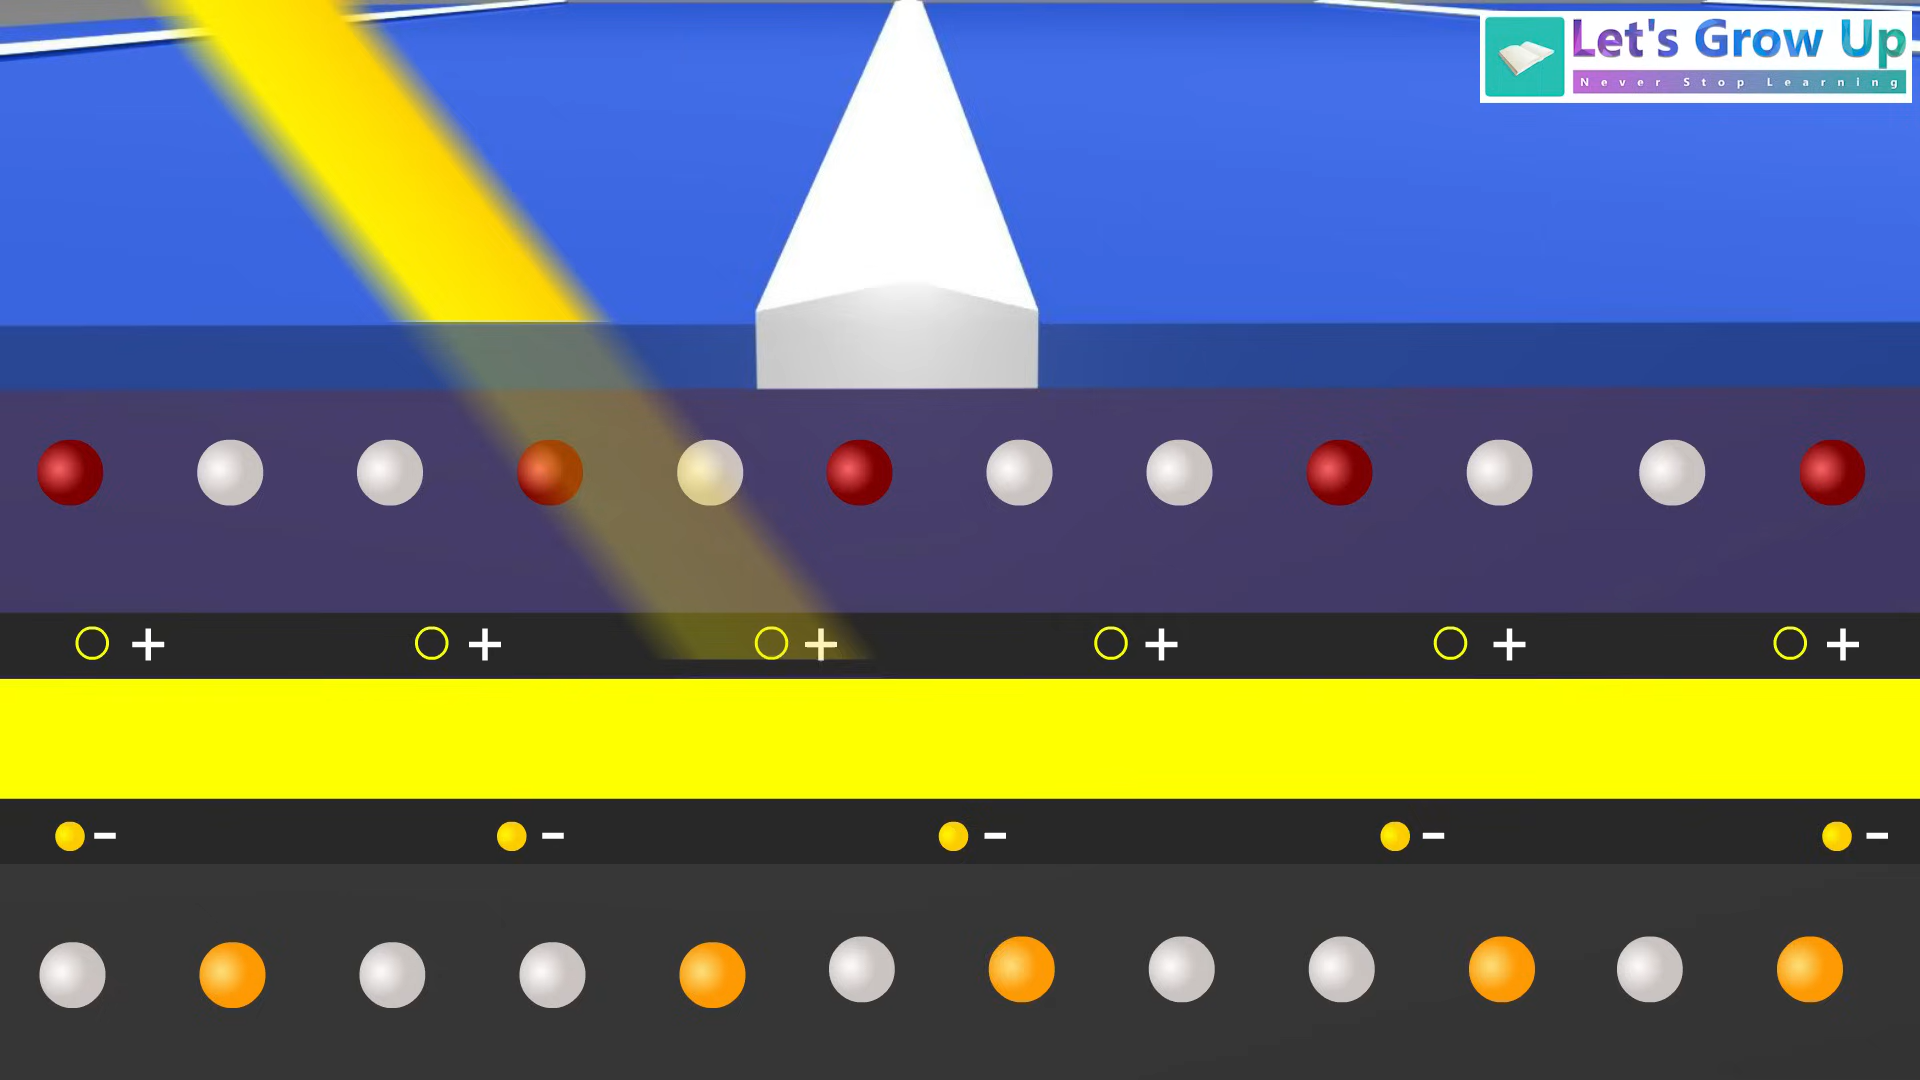 Let's Grow Up
Never Stop Learning
+ + + + + +
- - - - -